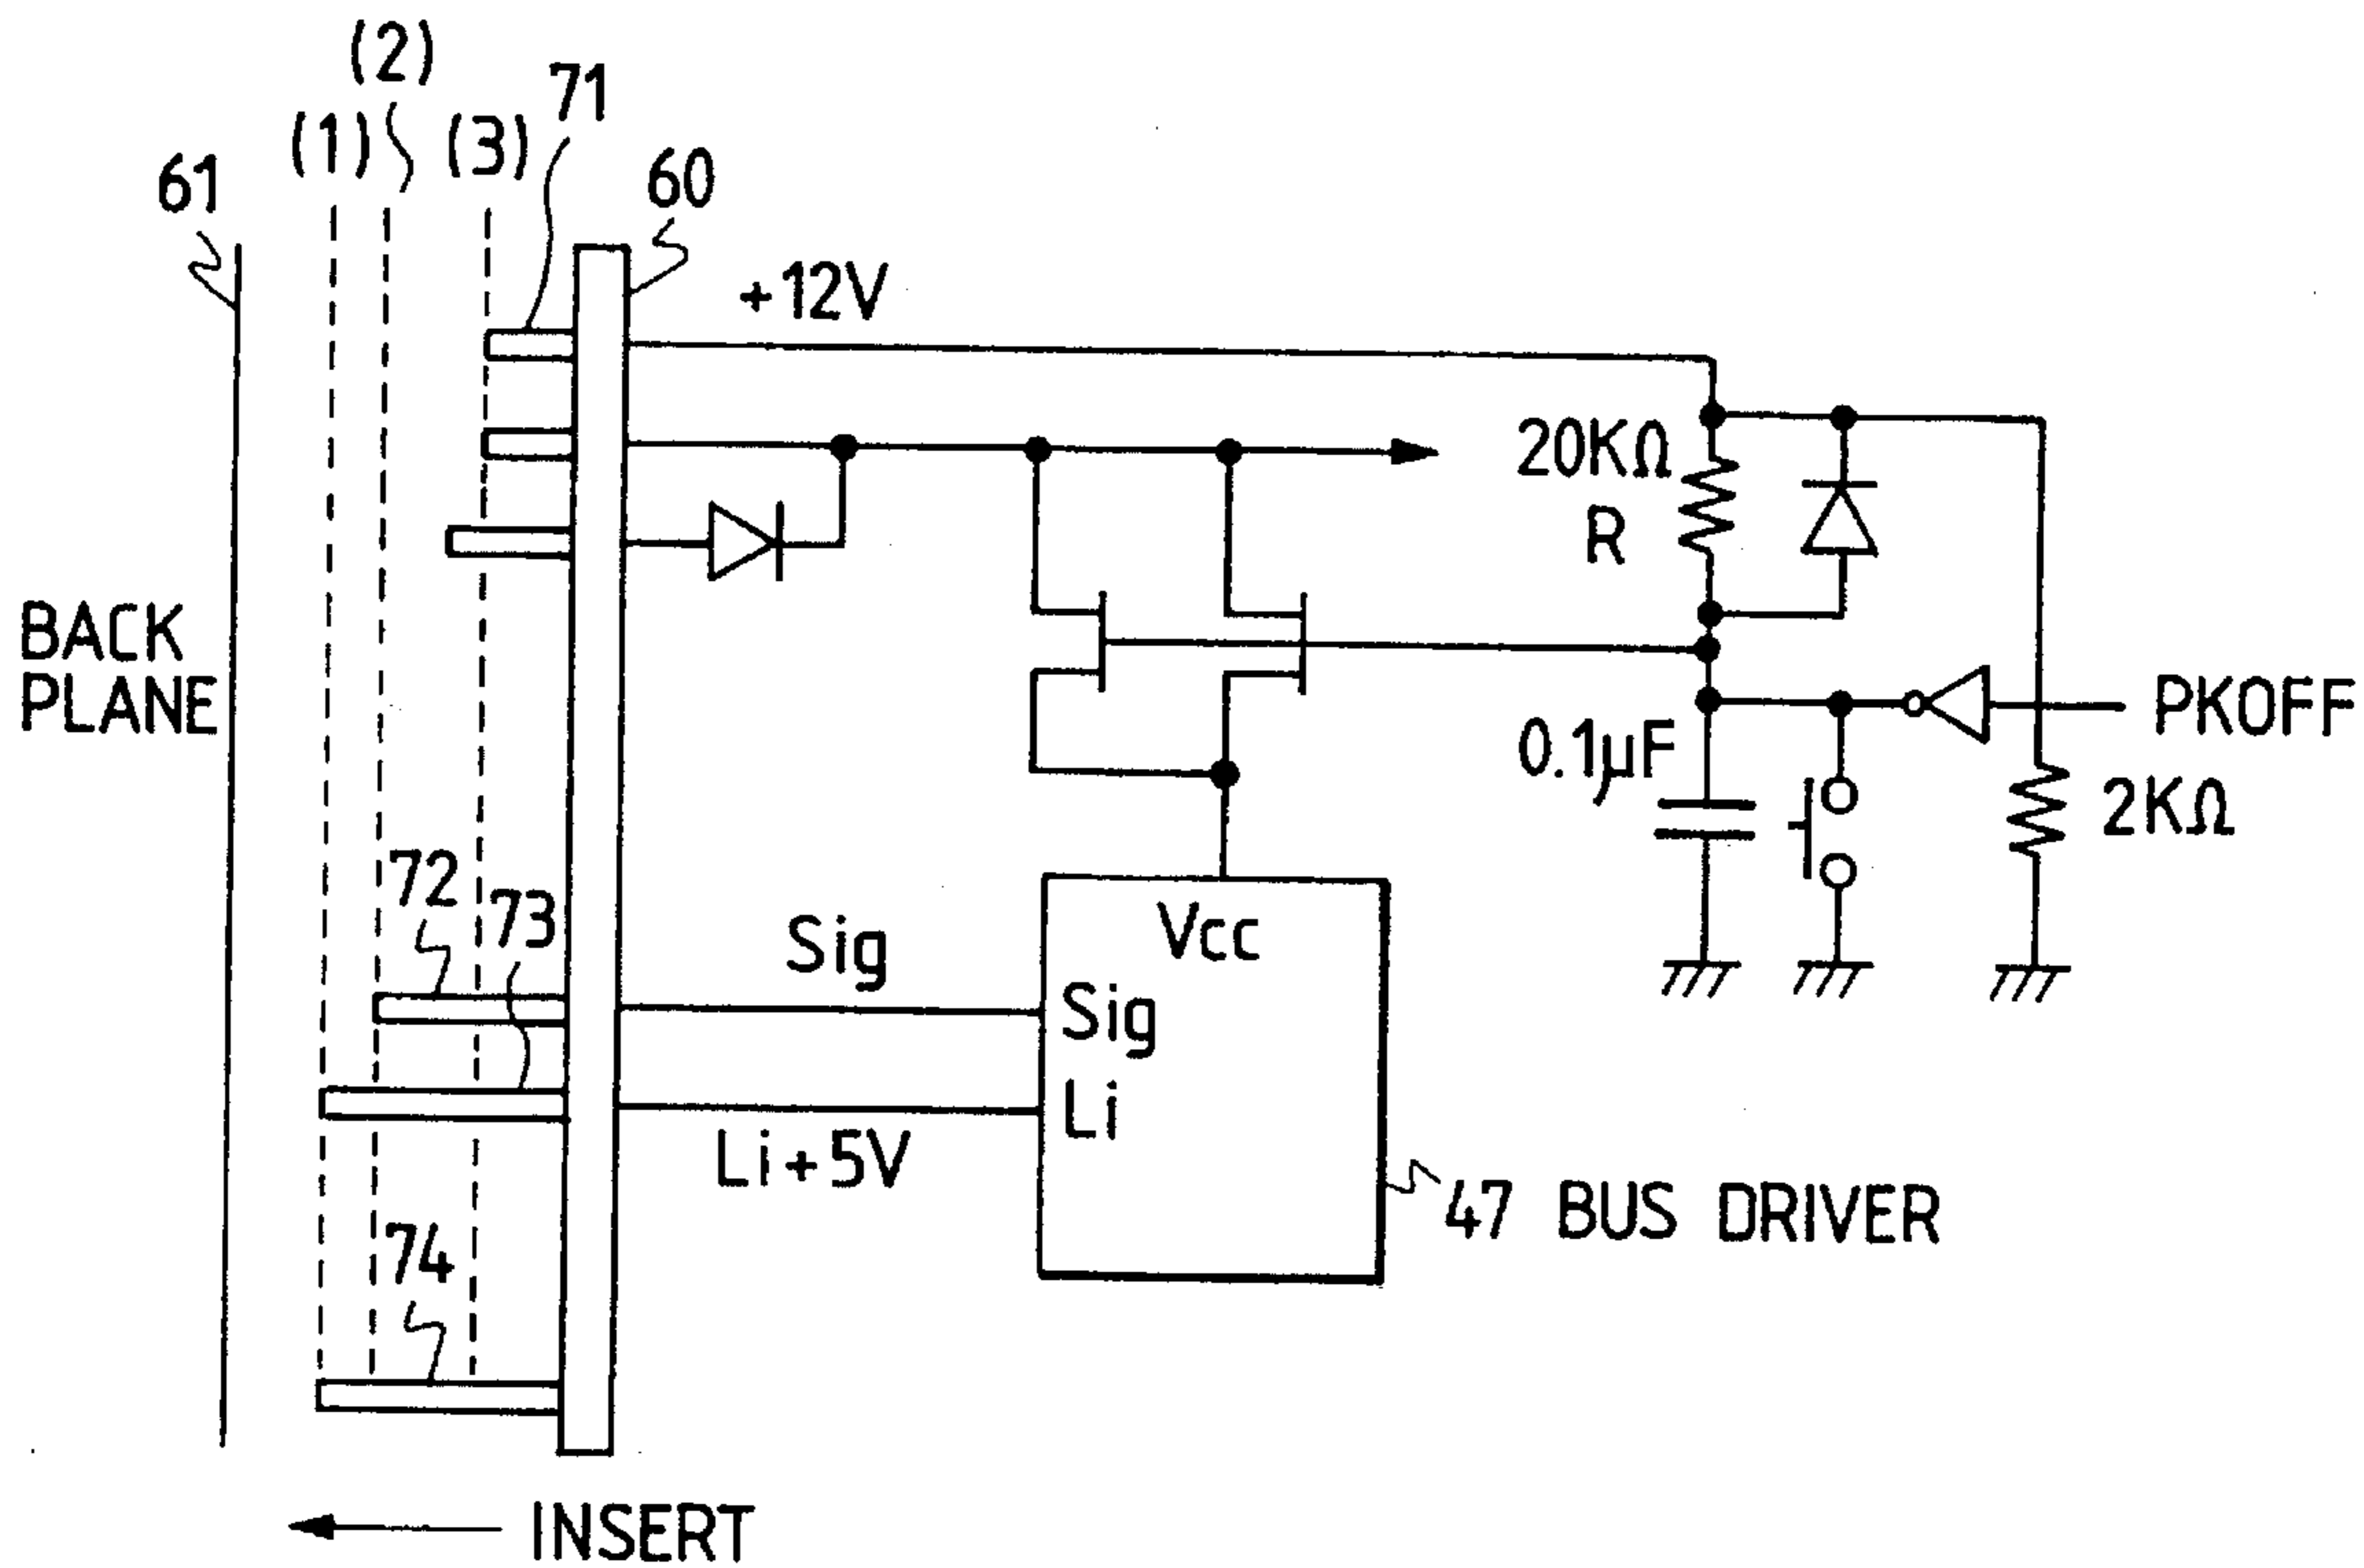 (2)
71
(1)
(3)
61
60
+12V
20KΩ
R
BACK
PLANE
PKOFF
0.1μF
2KΩ
72
73
Vcc
Sig
Sig
Li
Li+5V
47 BUS DRIVER
74
INSERT